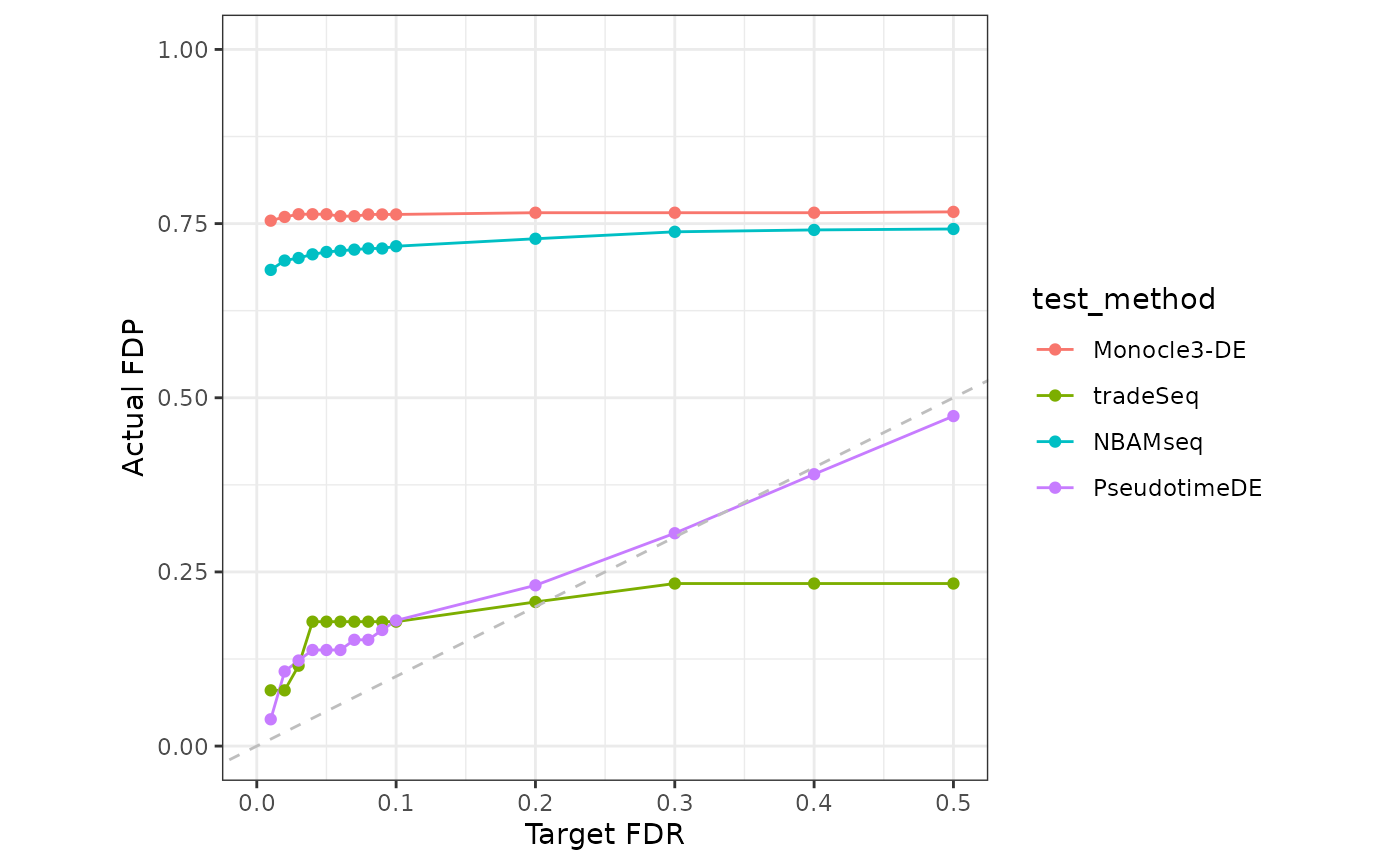 1.00
0.75
0.50
0.25
0.00
Actual FDP
0.0 0.1 0.2 0.3 0.4 0.5
Target FDR
test_method
Monocle3-DE
tradeSeq
NBAMseq
PseudotimeDE